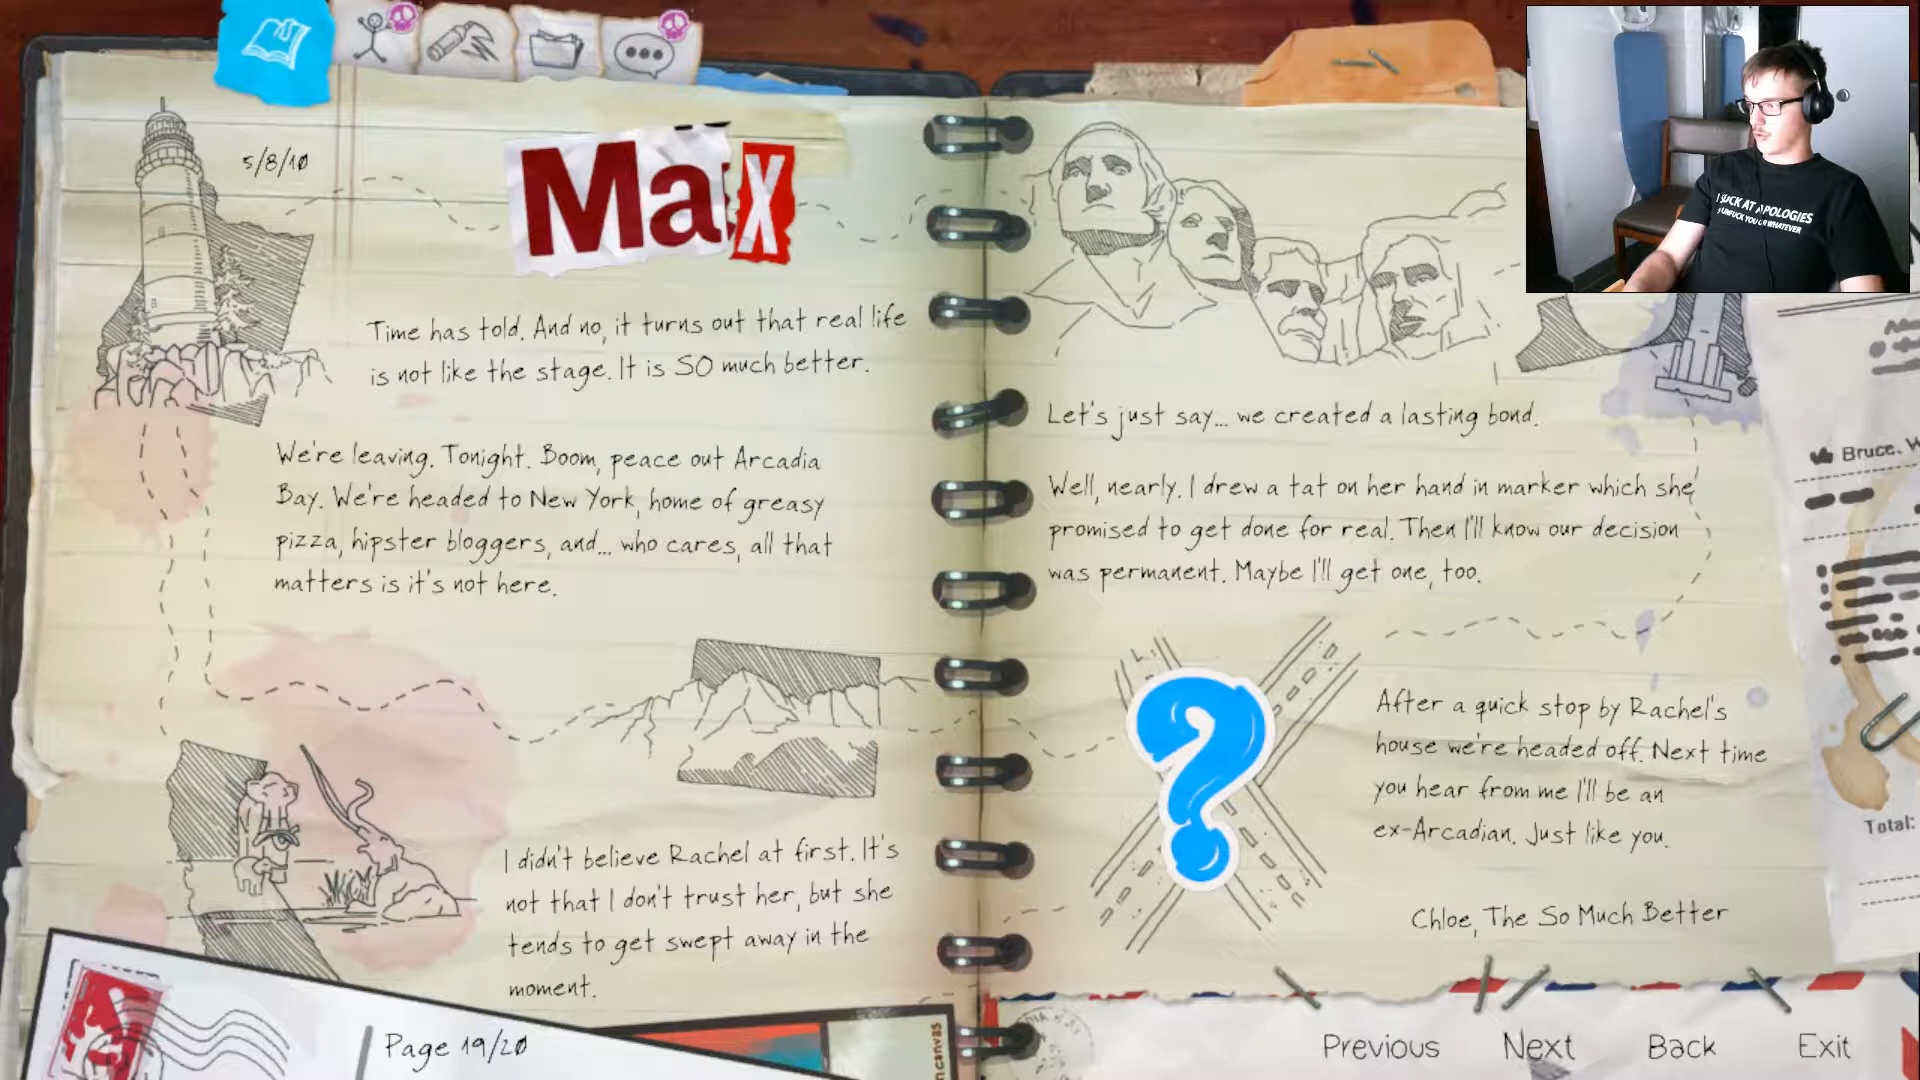 5/8/10
Max
Time has told. And no, it turns out that real life
is not like the stage. It is SO much better.
We're leaving. Tonight. Boom, peace out Arcadia
Bay. We're headed to New York, home of greasy
pizza, hipster bloggers, and... who cares, all that
matters is it's not here.
I didn't believe Rachel at first. It's
not that I don't trust her, but she
tends to get swept away in the
moment.
Page 19/20
Let's just say... we created a lasting bond.
Well, nearly. I drew a tat on her hand in marker which she
promised to get done for real. Then I'll know our decision
was permanent. Maybe I'll get one, too.
?
After a quick stop by Rachel's
house we're headed off. Next time
you hear from me I'll be an
ex-Arcadian. Just like you.
Chloe, The So Much Better
Previous
Next
Back
Exit
I SUCK AT APOLOGIES
Bruce. W
Total: